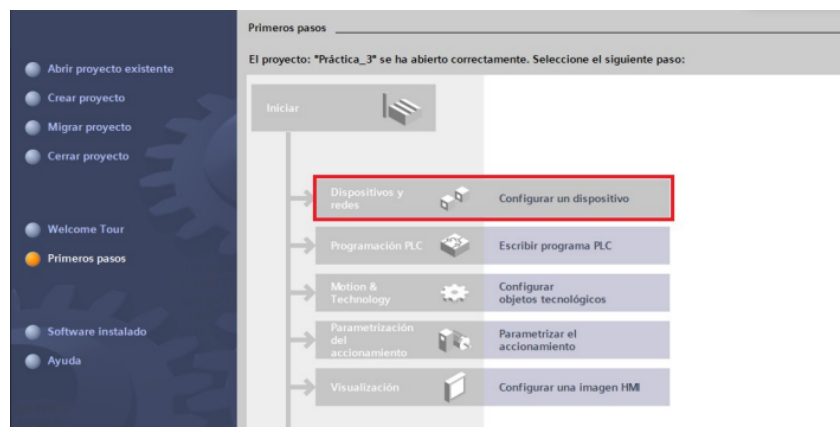 Primeros pasos
El proyecto: "Práctica_3" se ha abierto correctamente. Seleccione el siguiente paso:
Abrir proyecto existente
Crear proyecto
Migrar proyecto
Cerrar proyecto
Welcome Tour
Primeros pasos
Software instalado
Ayuda
Iniciar
Dispositivos y
redes
Configurar un dispositivo
Programación PLC
Escribir programa PLC
Motion &
Technology
Configurar
objetos tecnológicos
Parametrización
del
accionamiento
Parametrizar el
accionamiento
Visualización
Configurar una imagen HMI